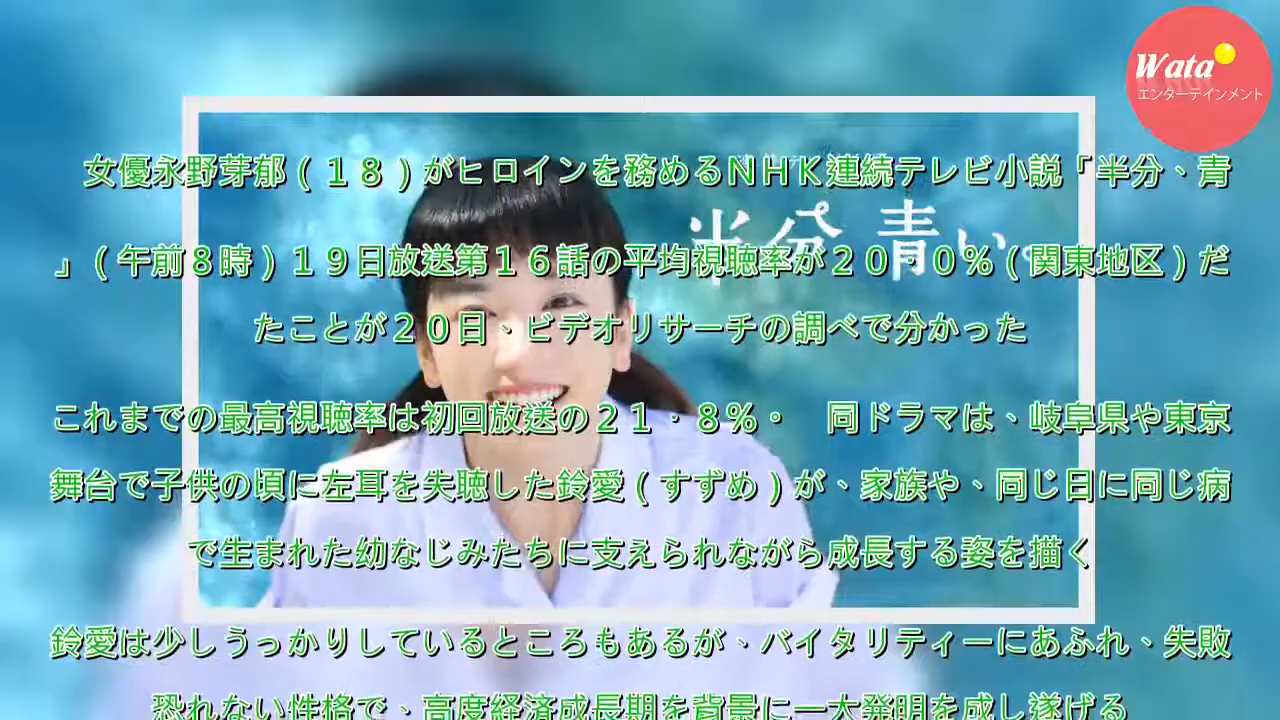 Wata
エンターテインメント
女優永野芽郁(18)がヒロインを務めるNHK連続テレビ小説「半分、青
半分、青い。
」(午前8時)19日放送第16話の平均視聴率が20・0%(関東地区)だ
たことが20日、ビデオリサーチの調べで分かった
これまでの最高視聴率は初回放送の21・8%・　同ドラマは、岐阜県や東京
舞台で子供の頃に左耳を失聴した鈴愛(すずめ)が、家族や、同じ日に同じ病
で生まれた幼なじみたちに支えられながら成長する姿を描く
鈴愛は少しうっかりしているところもあるが、バイタリティーにあふれ、失敗
恐れない性格で、高度経済成長期を背景に一大発明を成し遂げる